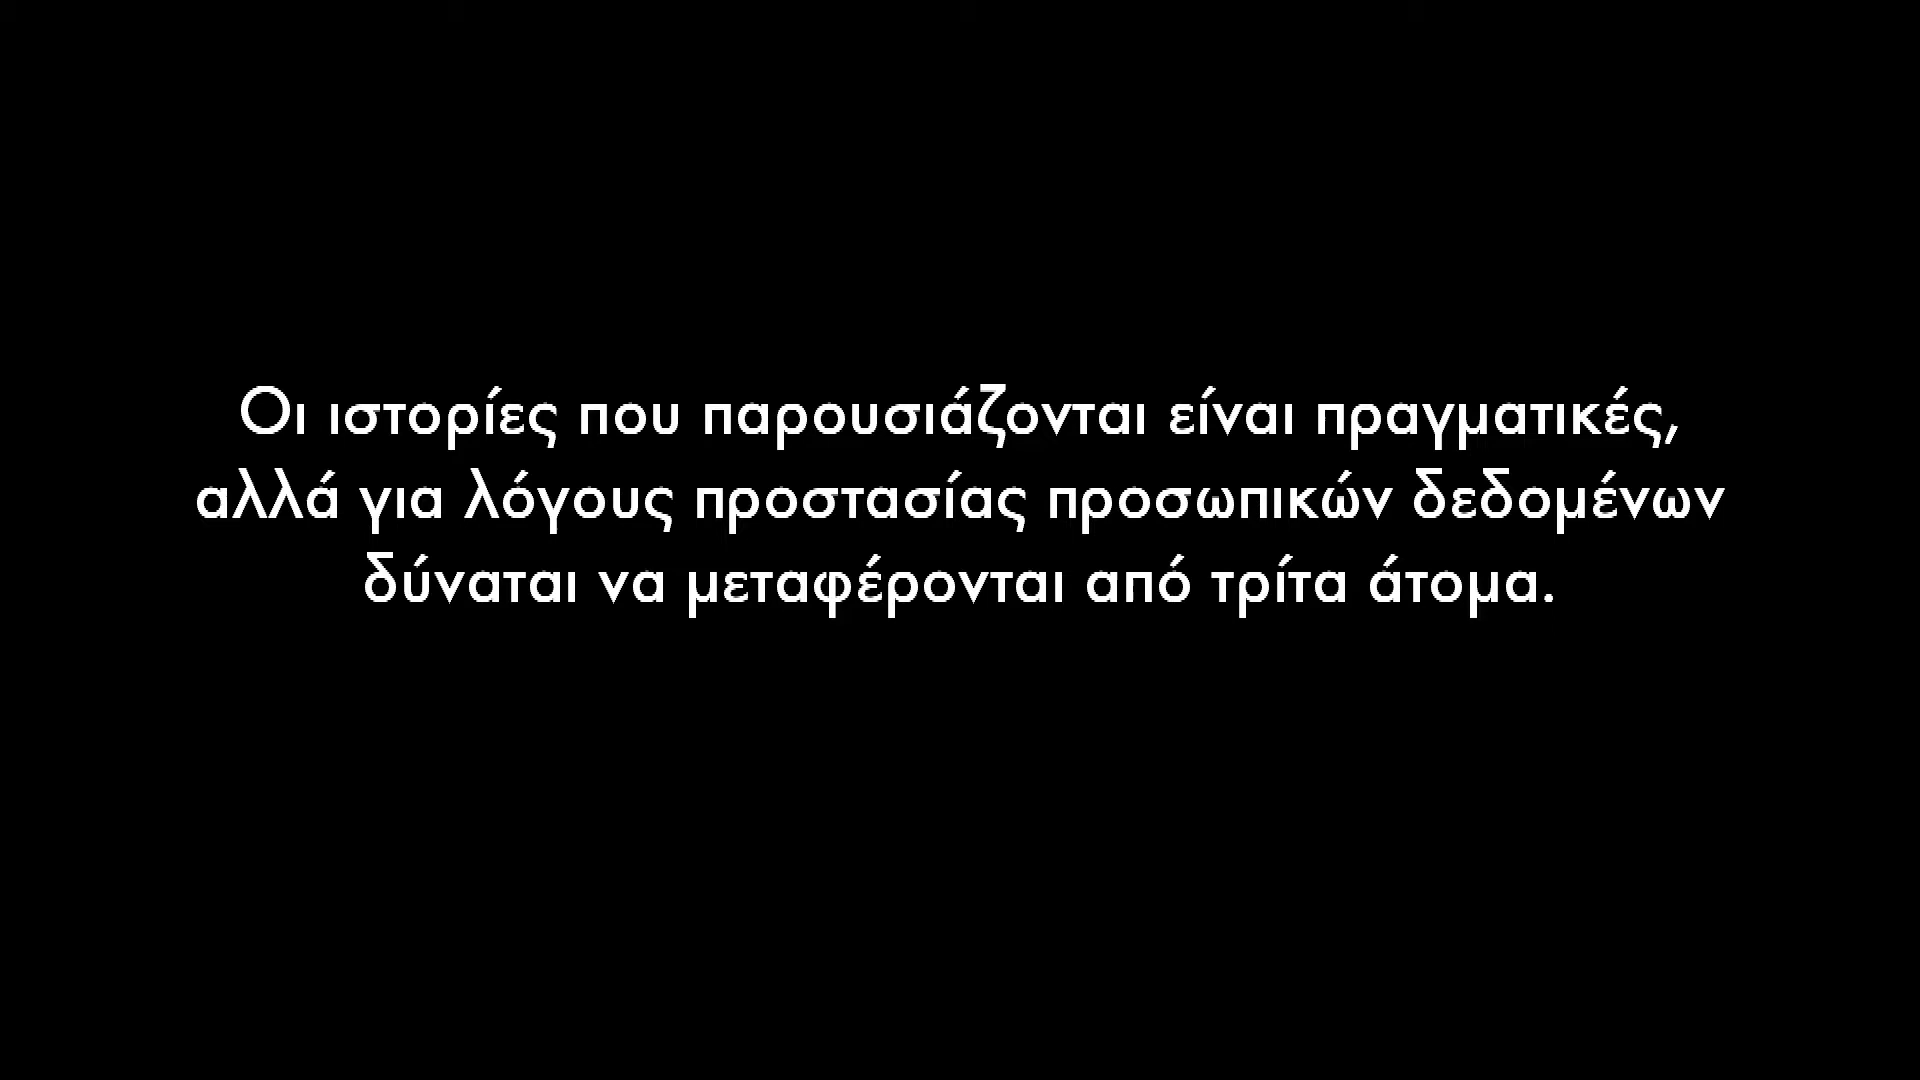 Οι ιστορίες που παρουσιάζονται είναι πραγματικές,
αλλά για λόγους προστασίας προσωπικών δεδομένων
δύναται να μεταφέρονται από τρίτα άτομα.